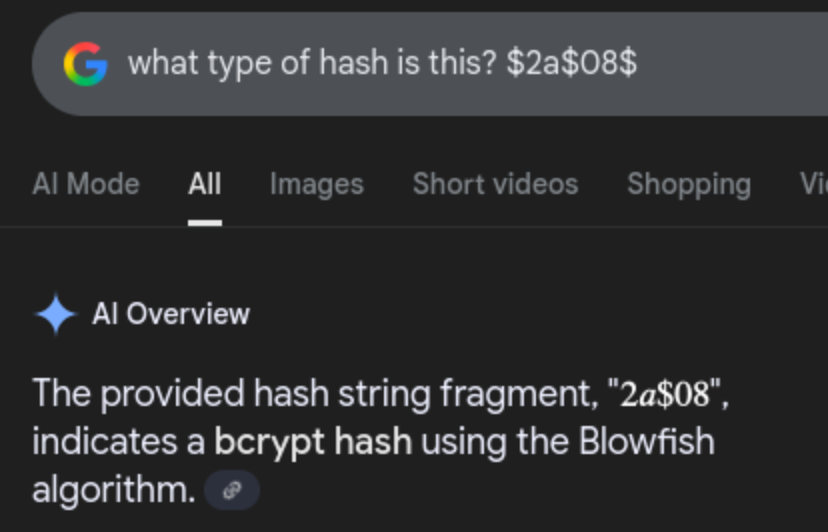 what type of hash is this? $2a$08$
AI Mode All Images Short videos Shopping
AI Overview
The provided hash string fragment, "2a$08",
indicates a bcrypt hash using the Blowfish
algorithm.